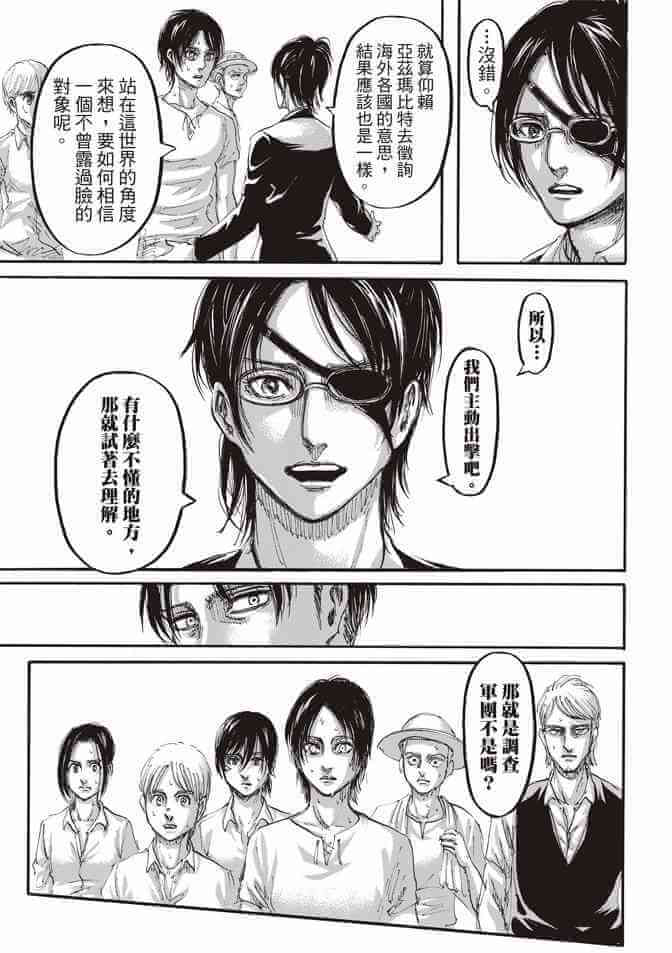 …沒錯。
就算仰賴
亞茲瑪比特去徵詢
海外各國的意思，
結果應該也是一樣。
站在這世界的角度
來想，要如何相信
一個不曾露過臉的
對象呢。
所以…
我們主動出擊吧。
有什麼不懂的地方，
那就試著去理解。
那就是調查
軍團不是嗎？